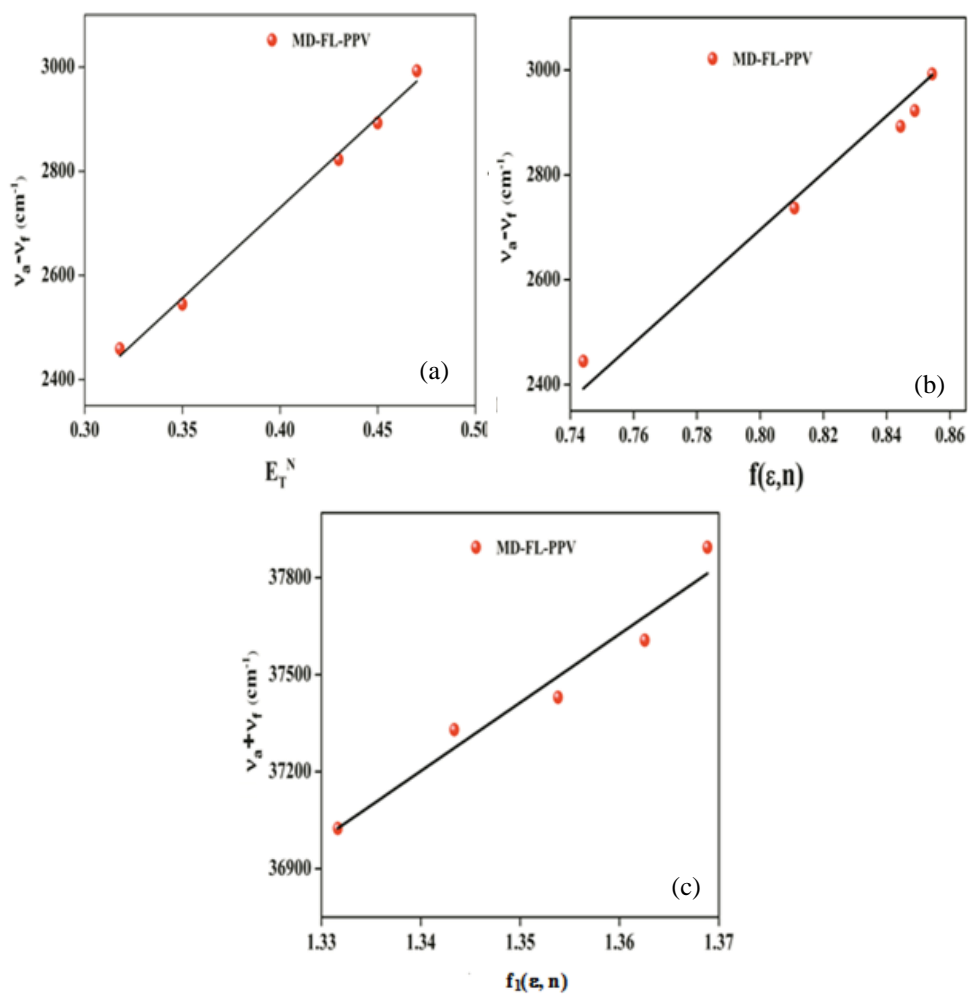 MD-FL-PPV
3000
2800
2600
2400
νa-νf (cm-1)
(a)
0.30 0.35 0.40 0.45 0.50
ETN
MD-FL-PPV
3000
2800
2600
2400
νa-νf (cm-1)
(b)
0.74 0.76 0.78 0.80 0.82 0.84 0.86
f(ε,n)
MD-FL-PPV
37800
37500
37200
36900
νa+νf (cm-1)
(c)
1.33 1.34 1.35 1.36 1.37
f1(ε, n)